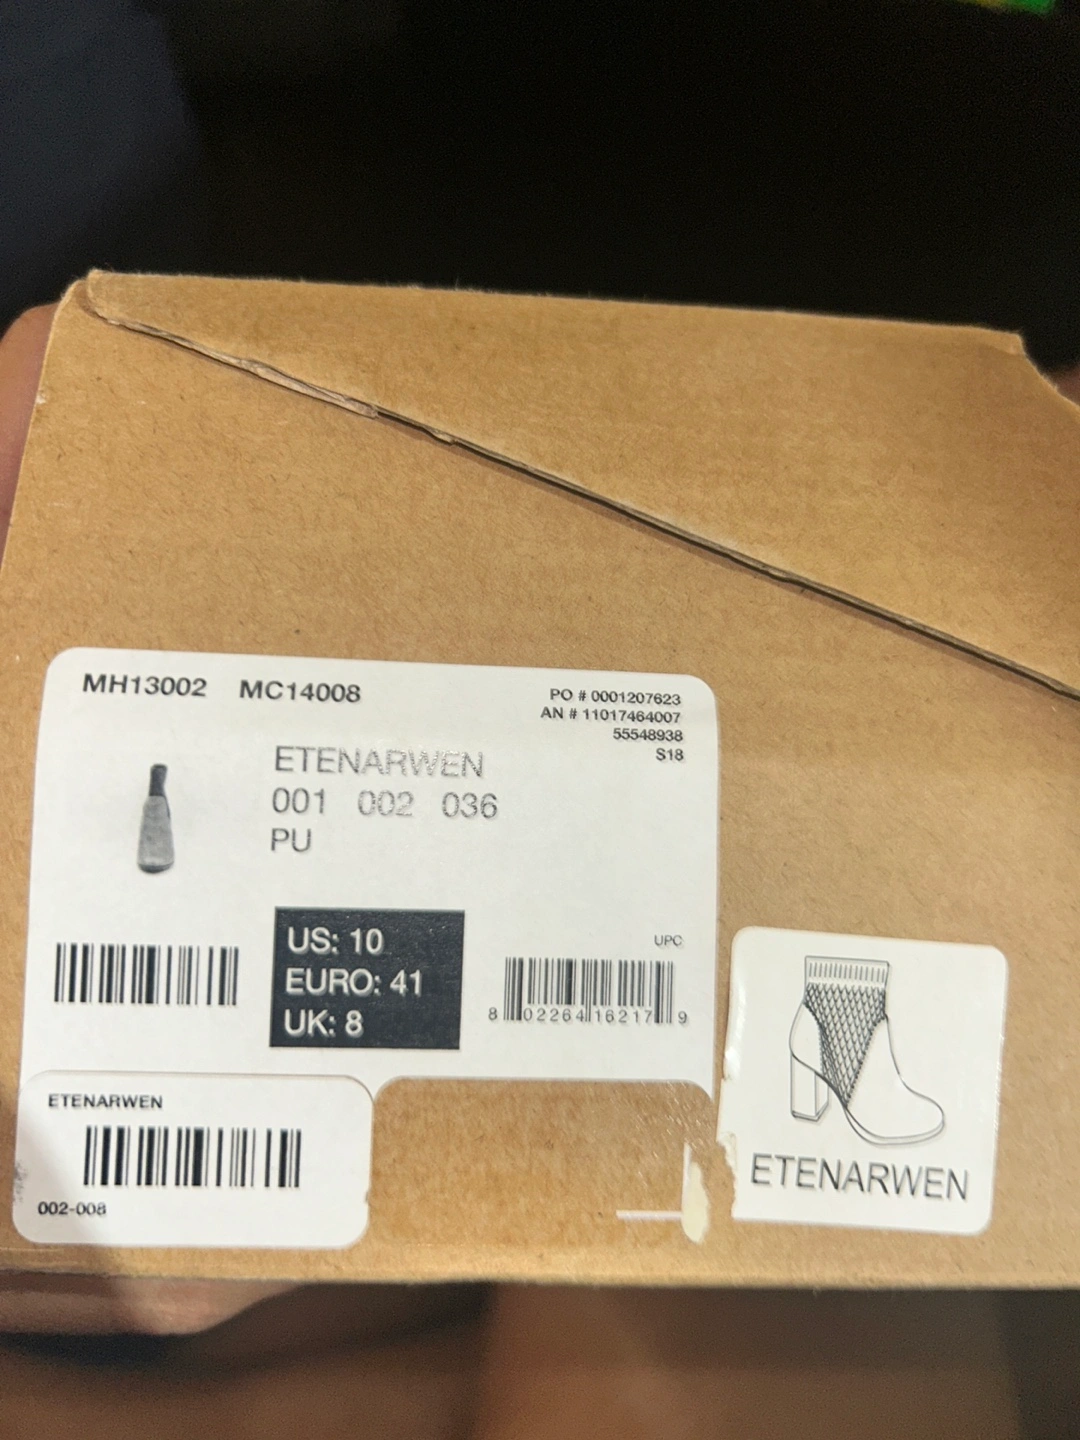 MH13002 MC14008
PO # 0001207623
AN # 11017464007
55548938
S18
ETENARWEN
001 002 036
PU
US: 10
EURO: 41
UK: 8
UPC
8 02264 16217 9
ETENARWEN
002-008
ETENARWEN